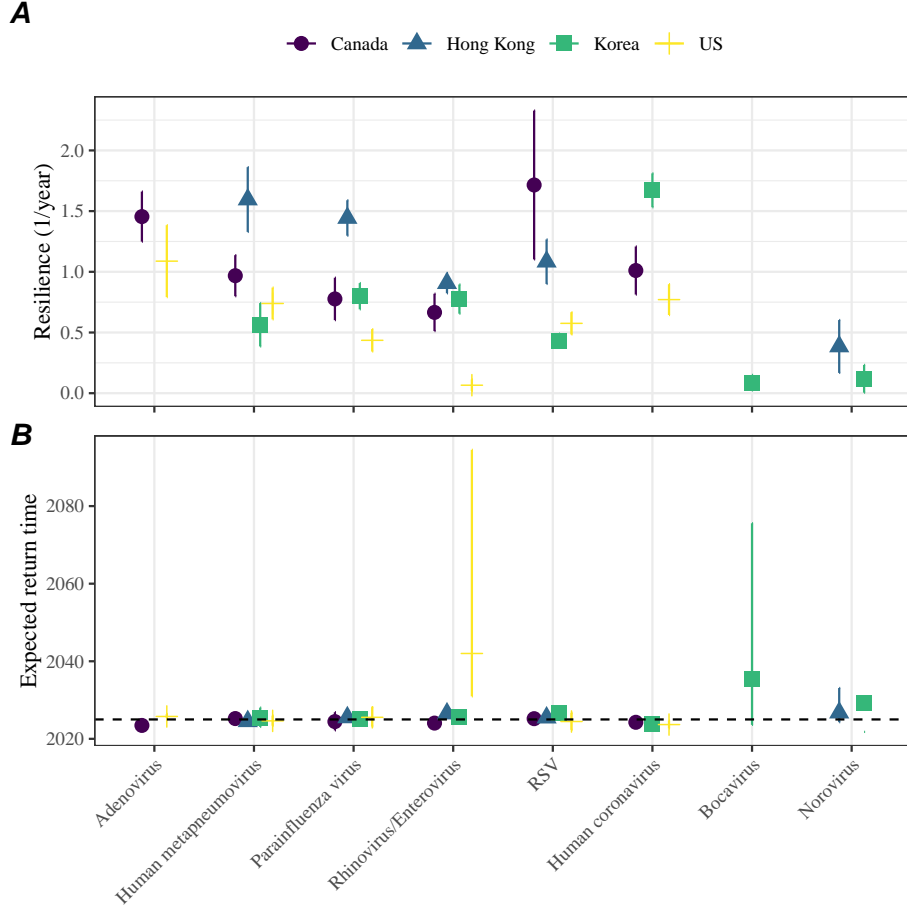 A
Canada Hong Kong Korea US
Resilience (1/year)
2.0
1.5
1.0
0.5
0.0
B
Expected return time
2080
2060
2040
2020
Adenovirus
Human metapneumovirus
Parainfluenza virus
Rhinovirus/Enterovirus
RSV
Human coronavirus
Bocavirus
Norovirus